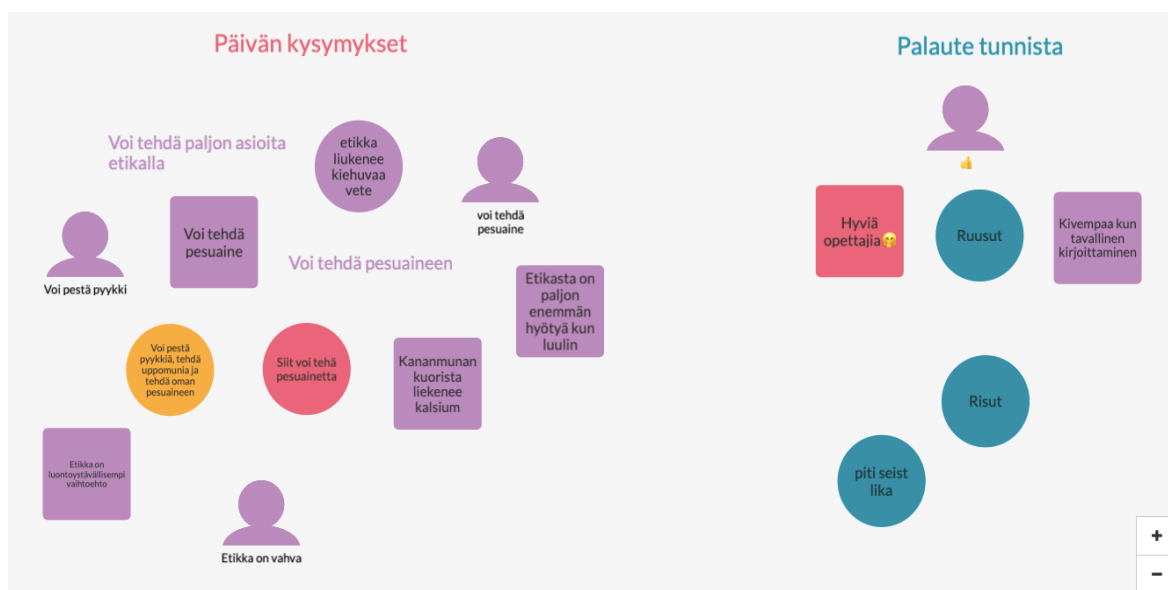 Päivän kysymykset
Voi tehdä paljon asioita
etikalla
etikka
liukenee
kiehuvaa
vete
voi tehdä
pesuaine
Voi pestä pyykki
Voi tehdä
pesuaine
Voi tehdä pesuaineen
Etikasta on
paljon
enemmän
hyötyä kun
luulin
Voi pestä
pyykkiä, tehdä
uppomunia ja
tehdä oman
pesuaineen
Siit voi tehä
pesuainetta
Kananmunan
kuorista
liekenee
kalsium
Etikka on
luontoystävällisempi
vaihtoehto
Etikka on vahva
Palaute tunnista
👍
Hyviä
opettajia🤗
Ruusut
Kivempaa kun
tavallinen
kirjoittaminen
Risut
piti seist
lika
+
−